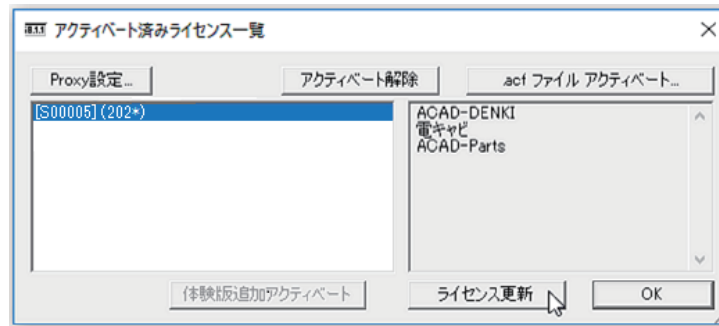 アクティベート済みライセンス一覧
Proxy設定...
アクティベート解除
.acf ファイル アクティベート...
[S00005] (202*)
ACAD-DENKI
電キャビ
ACAD-Parts
体験版追加アクティベート
ライセンス更新
OK